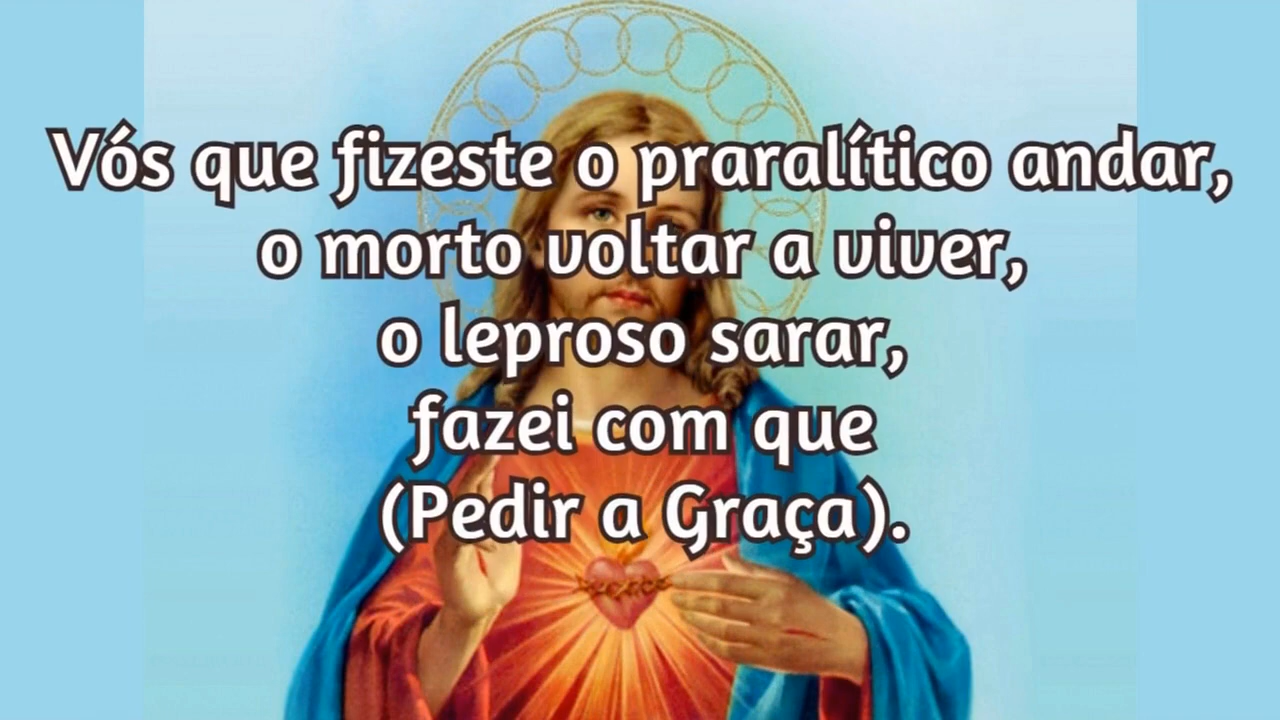 Vós que fizeste o praralítico andar,
o morto voltar a viver,
o leproso sarar,
fazei com que
(Pedir a Graça).